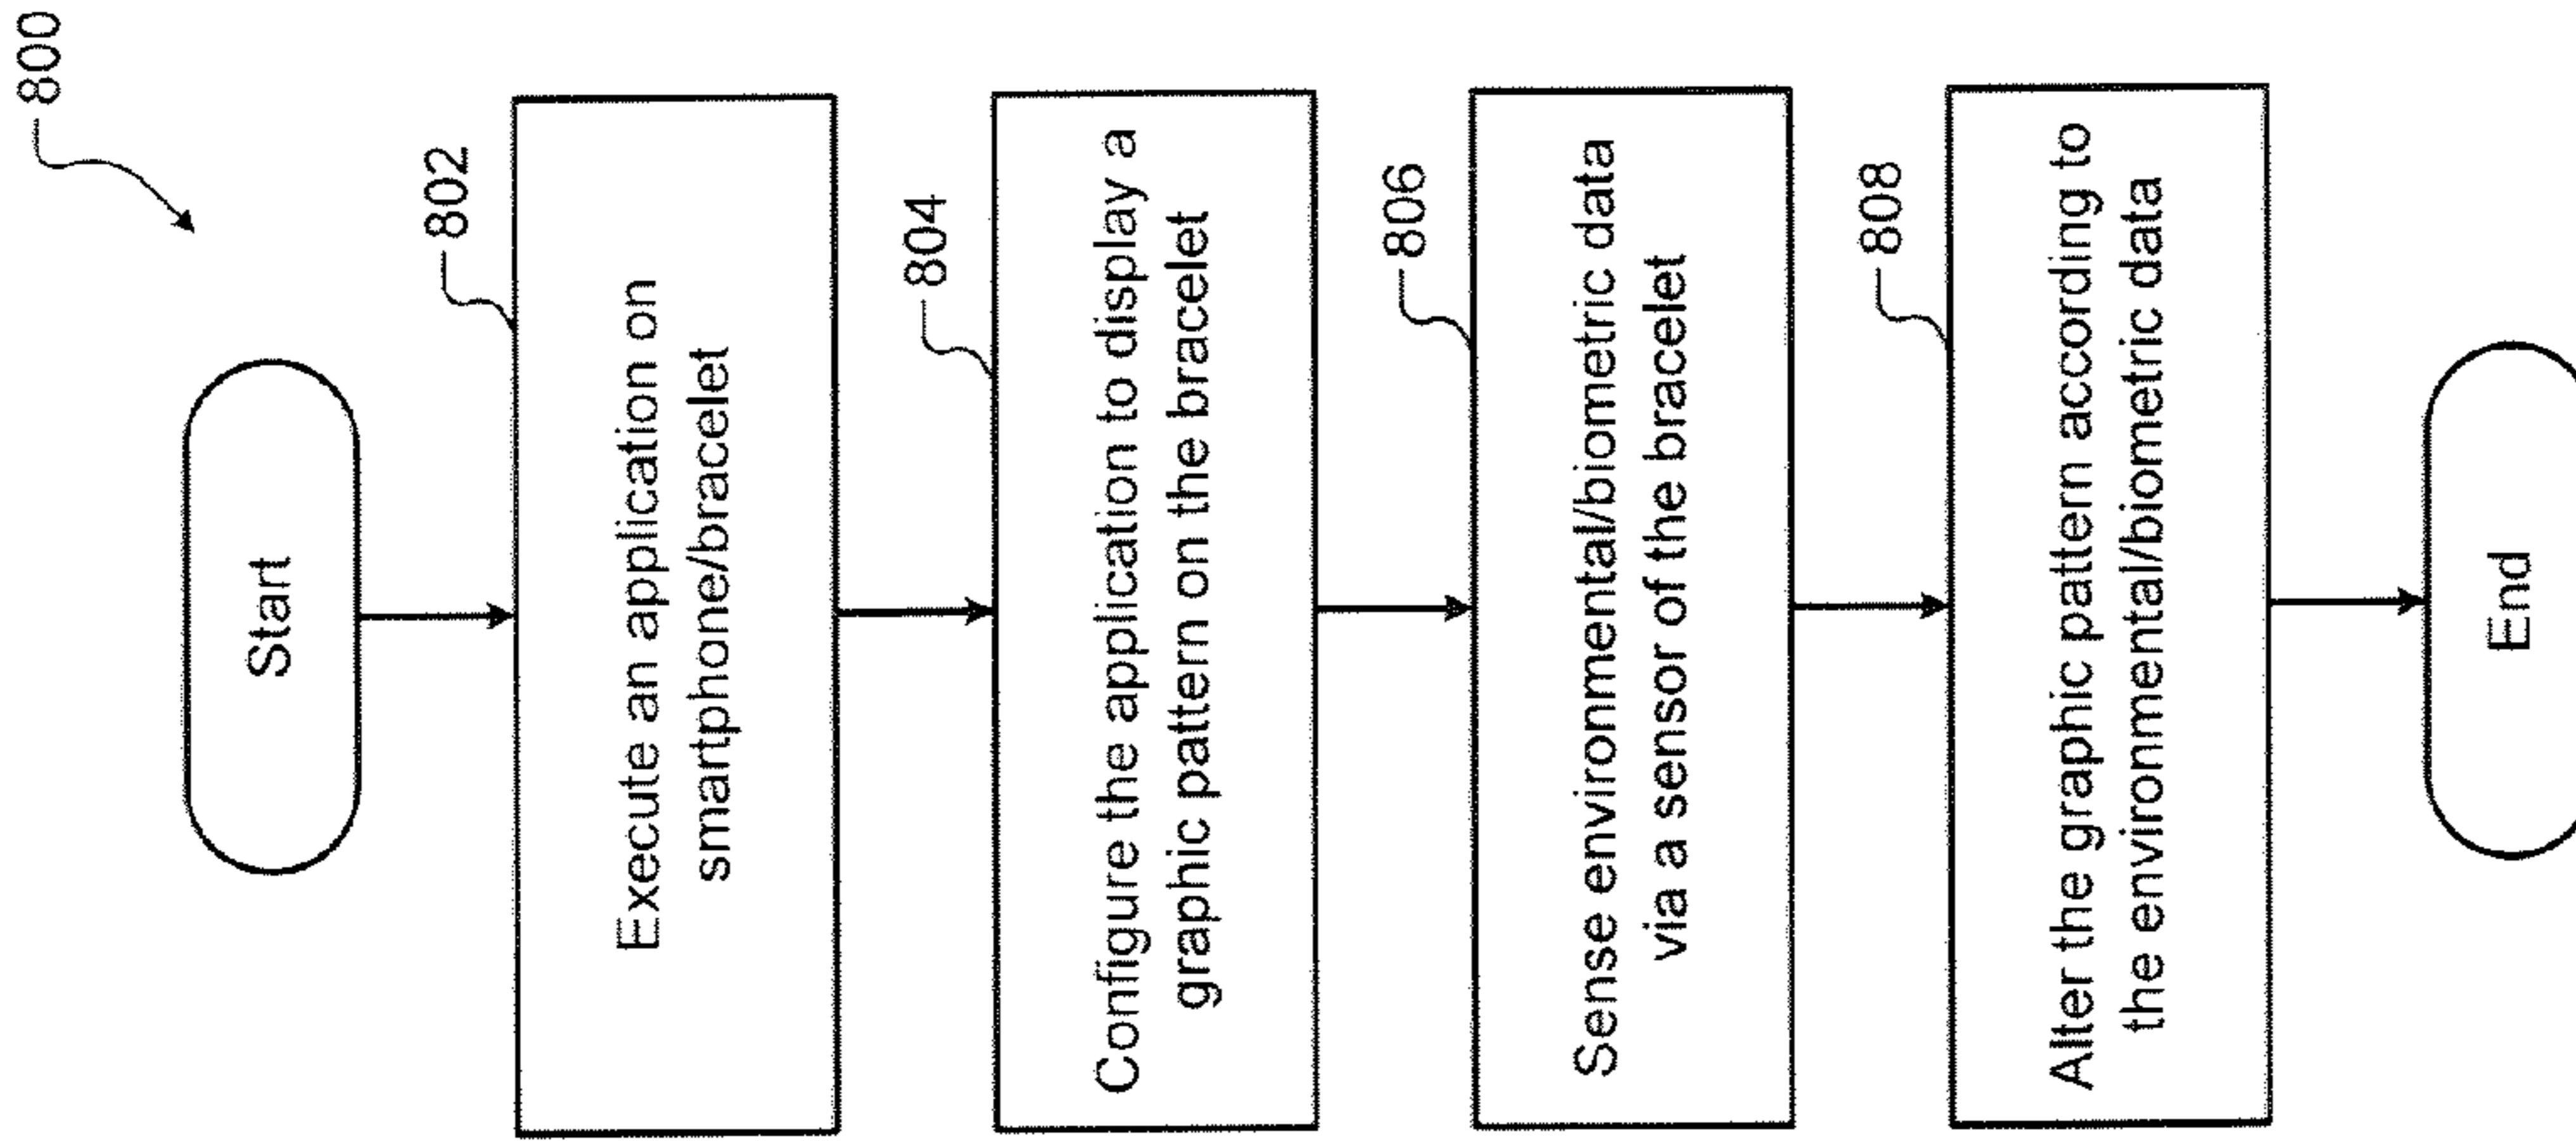 800
Start
802
Execute an application on
smartphone/bracelet
804
Configure the application to display a
graphic pattern on the bracelet
806
Sense environmental/biometric data
via a sensor of the bracelet
808
Alter the graphic pattern according to
the environmental/biometric data
End